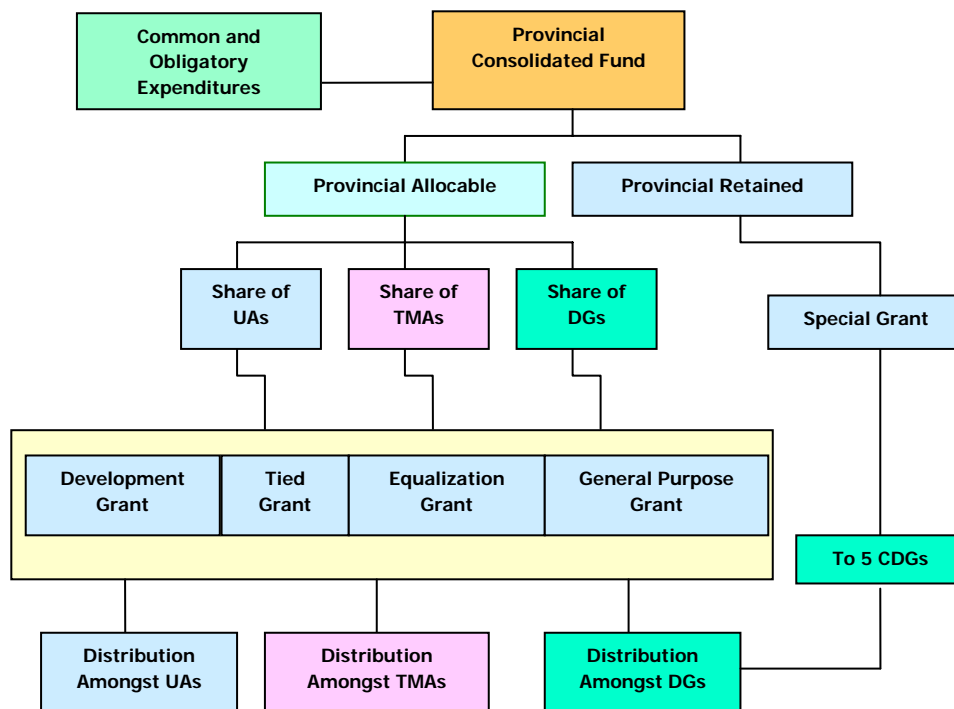 Common and
Obligatory
Expenditures
Provincial
Consolidated Fund
Provincial Allocable
Provincial Retained
Share of
UAs
Share of
TMAs
Share of
DGs
Special Grant
Development
Grant
Tied
Grant
Equalization
Grant
General Purpose
Grant
To 5 CDGs
Distribution
Amongst UAs
Distribution
Amongst TMAs
Distribution
Amongst DGs